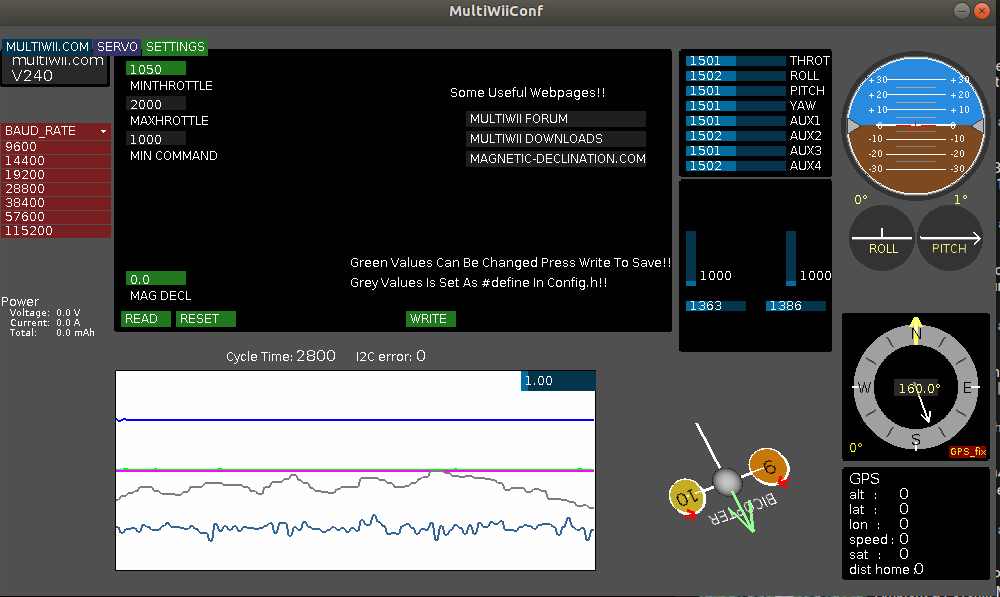 MultiWiiConf
MULTIWII.COM SERVO SETTINGS
multiwii.com
V240
BAUD_RATE
9600
14400
19200
28800
38400
57600
115200
Power
Voltage: 0.0 V
Current: 0.0 A
Total: 0.0 mAh
1050
MINTHROTTLE
2000
MAXHROTTLE
1000
MIN COMMAND
Some Useful Webpages!!
MULTIWII FORUM
MULTIWII DOWNLOADS
MAGNETIC-DECLINATION.COM
Green Values Can Be Changed Press Write To Save!!
Grey Values Is Set As #define In Config.h!!
0.0
MAG DECL
READ RESET WRITE
1501 THROT
1502 ROLL
1501 PITCH
1501 YAW
1501 AUX1
1502 AUX2
1501 AUX3
1502 AUX4
1000 1000
1363 1386
+30 +30
+20 +20
+10 +10
0 0
-10 -10
-20 -20
-30 -30
0° 1°
ROLL PITCH
N
W 160.0° E
S
0° GPS_fix
Cycle Time: 2800 I2C error: 0
1.00
9
10
BICOPTER
GPS
alt : 0
lat : 0
lon : 0
speed : 0
sat : 0
dist home : 0